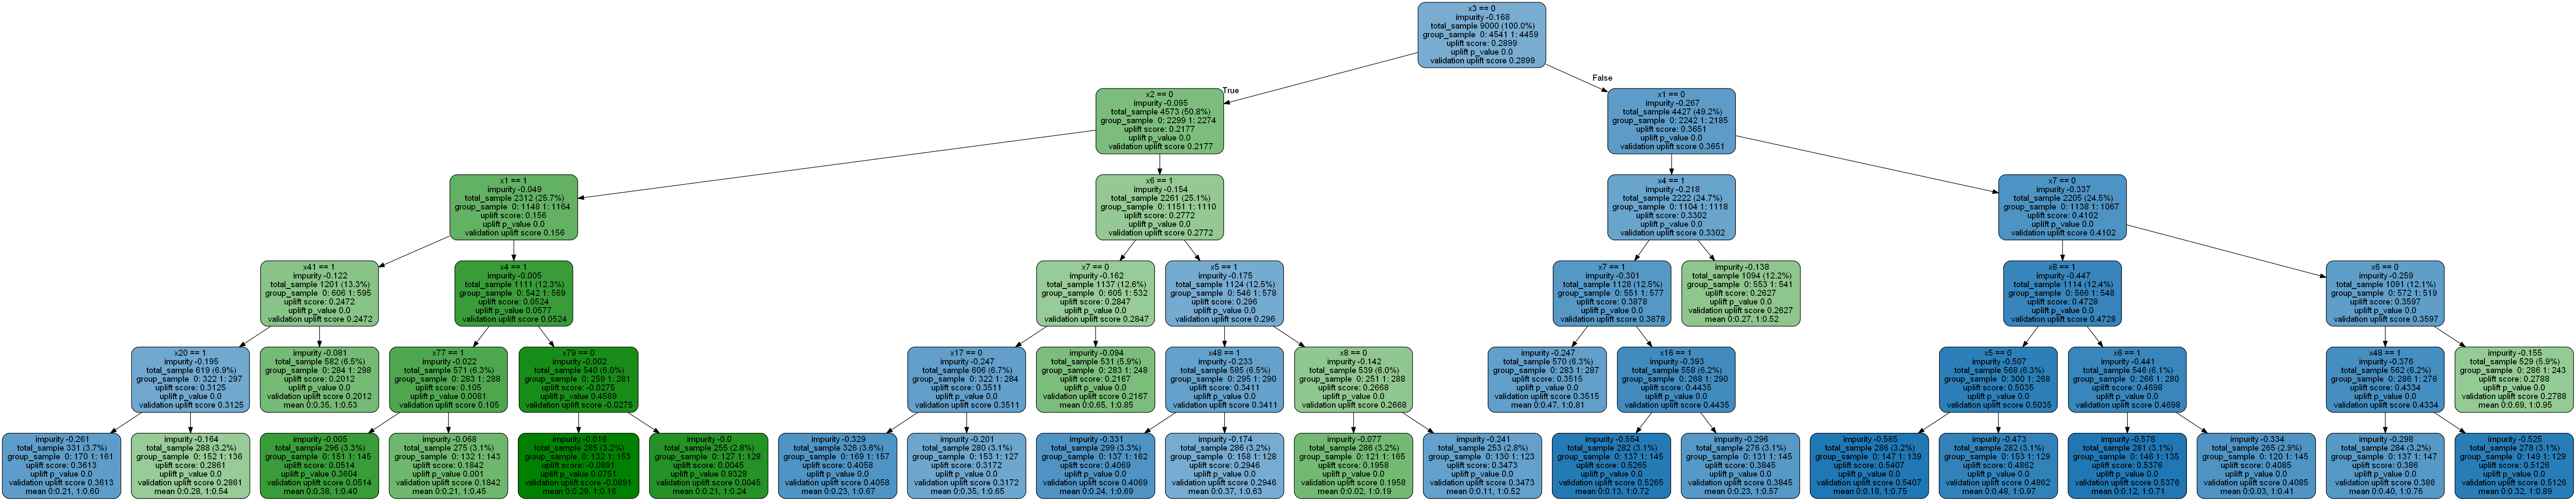 x3 == 0
impurity -0.168
total_sample 9000 (100.0%)
group_sample 0: 4541 1: 4459
uplift score: 0.2899
uplift p_value 0.0
validation uplift score 0.2899
True
False
x2 == 0
impurity -0.095
total_sample 4573 (50.8%)
group_sample 0: 2299 1: 2274
uplift score: 0.2177
uplift p_value 0.0
validation uplift score 0.2177
x1 == 0
impurity -0.267
total_sample 4427 (49.2%)
group_sample 0: 2242 1: 2185
uplift score: 0.3651
uplift p_value 0.0
validation uplift score 0.3651
x1 == 1
impurity -0.049
total_sample 2312 (25.7%)
group_sample 0: 1148 1: 1164
uplift score: 0.156
uplift p_value 0.0
validation uplift score 0.156
x6 == 1
impurity -0.154
total_sample 2261 (25.1%)
group_sample 0: 1151 1: 1110
uplift score: 0.2772
uplift p_value 0.0
validation uplift score 0.2772
x4 == 1
impurity -0.218
total_sample 2222 (24.7%)
group_sample 0: 1104 1: 1118
uplift score: 0.3302
uplift p_value 0.0
validation uplift score 0.3302
x7 == 0
impurity -0.337
total_sample 2205 (24.5%)
group_sample 0: 1138 1: 1067
uplift score: 0.4102
uplift p_value 0.0
validation uplift score 0.4102
x41 == 1
impurity -0.122
total_sample 1201 (13.3%)
group_sample 0: 606 1: 595
uplift score: 0.2472
uplift p_value 0.0
validation uplift score 0.2472
x4 == 1
impurity -0.005
total_sample 1111 (12.3%)
group_sample 0: 542 1: 569
uplift score: 0.0524
uplift p_value 0.0577
validation uplift score 0.0524
x7 == 0
impurity -0.162
total_sample 1137 (12.6%)
group_sample 0: 605 1: 532
uplift score: 0.2847
uplift p_value 0.0
validation uplift score 0.2847
x5 == 1
impurity -0.175
total_sample 1124 (12.5%)
group_sample 0: 546 1: 578
uplift score: 0.296
uplift p_value 0.0
validation uplift score 0.296
x7 == 1
impurity -0.301
total_sample 1128 (12.5%)
group_sample 0: 551 1: 577
uplift score: 0.3878
uplift p_value 0.0
validation uplift score 0.3878
impurity -0.138
total_sample 1094 (12.2%)
group_sample 0: 553 1: 541
uplift score: 0.2627
uplift p_value 0.0
validation uplift score 0.2627
mean 0:0.27, 1:0.52
x8 == 1
impurity -0.447
total_sample 1114 (12.4%)
group_sample 0: 566 1: 548
uplift score: 0.4728
uplift p_value 0.0
validation uplift score 0.4728
x6 == 0
impurity -0.259
total_sample 1091 (12.1%)
group_sample 0: 572 1: 519
uplift score: 0.3597
uplift p_value 0.0
validation uplift score 0.3597
x20 == 1
impurity -0.195
total_sample 619 (6.9%)
group_sample 0: 322 1: 297
uplift score: 0.3125
uplift p_value 0.0
validation uplift score 0.3125
impurity -0.081
total_sample 582 (6.5%)
group_sample 0: 284 1: 298
uplift score: 0.2012
uplift p_value 0.0
validation uplift score 0.2012
mean 0:0.35, 1:0.53
x77 == 1
impurity -0.022
total_sample 571 (6.3%)
group_sample 0: 283 1: 288
uplift score: 0.105
uplift p_value 0.0081
validation uplift score 0.105
x79 == 0
impurity -0.002
total_sample 540 (6.0%)
group_sample 0: 259 1: 281
uplift score: -0.0275
uplift p_value 0.4589
validation uplift score -0.0275
x17 == 0
impurity -0.247
total_sample 606 (6.7%)
group_sample 0: 322 1: 284
uplift score: 0.3511
uplift p_value 0.0
validation uplift score 0.3511
impurity -0.094
total_sample 531 (5.9%)
group_sample 0: 283 1: 248
uplift score: 0.2167
uplift p_value 0.0
validation uplift score 0.2167
mean 0:0.65, 1:0.85
x48 == 1
impurity -0.233
total_sample 585 (6.5%)
group_sample 0: 295 1: 290
uplift score: 0.3411
uplift p_value 0.0
validation uplift score 0.3411
x8 == 0
impurity -0.142
total_sample 539 (6.0%)
group_sample 0: 251 1: 288
uplift score: 0.2668
uplift p_value 0.0
validation uplift score 0.2668
impurity -0.247
total_sample 570 (6.3%)
group_sample 0: 283 1: 287
uplift score: 0.3515
uplift p_value 0.0
validation uplift score 0.3515
mean 0:0.47, 1:0.81
x16 == 1
impurity -0.393
total_sample 558 (6.2%)
group_sample 0: 268 1: 290
uplift score: 0.4435
uplift p_value 0.0
validation uplift score 0.4435
x5 == 0
impurity -0.507
total_sample 568 (6.3%)
group_sample 0: 300 1: 268
uplift score: 0.5035
uplift p_value 0.0
validation uplift score 0.5035
x6 == 1
impurity -0.441
total_sample 546 (6.1%)
group_sample 0: 266 1: 280
uplift score: 0.4698
uplift p_value 0.0
validation uplift score 0.4698
x48 == 1
impurity -0.376
total_sample 562 (6.2%)
group_sample 0: 286 1: 276
uplift score: 0.4334
uplift p_value 0.0
validation uplift score 0.4334
impurity -0.155
total_sample 529 (5.9%)
group_sample 0: 286 1: 243
uplift score: 0.2788
uplift p_value 0.0
validation uplift score 0.2788
mean 0:0.69, 1:0.95
impurity -0.261
total_sample 331 (3.7%)
group_sample 0: 170 1: 161
uplift score: 0.3613
uplift p_value 0.0
validation uplift score 0.3613
mean 0:0.21, 1:0.60
impurity -0.164
total_sample 288 (3.2%)
group_sample 0: 152 1: 136
uplift score: 0.2861
uplift p_value 0.0
validation uplift score 0.2861
mean 0:0.28, 1:0.54
impurity -0.005
total_sample 296 (3.3%)
group_sample 0: 151 1: 145
uplift score: 0.0514
uplift p_value 0.3604
validation uplift score 0.0514
mean 0:0.38, 1:0.40
impurity -0.068
total_sample 275 (3.1%)
group_sample 0: 132 1: 143
uplift score: 0.1842
uplift p_value 0.001
validation uplift score 0.1842
mean 0:0.21, 1:0.45
impurity -0.016
total_sample 285 (3.2%)
group_sample 0: 132 1: 153
uplift score: -0.0891
uplift p_value 0.0751
validation uplift score -0.0891
mean 0:0.29, 1:0.16
impurity -0.0
total_sample 255 (2.8%)
group_sample 0: 127 1: 128
uplift score: 0.0045
uplift p_value 0.9328
validation uplift score 0.0045
mean 0:0.21, 1:0.24
impurity -0.329
total_sample 326 (3.6%)
group_sample 0: 169 1: 157
uplift score: 0.4058
uplift p_value 0.0
validation uplift score 0.4058
mean 0:0.23, 1:0.67
impurity -0.201
total_sample 280 (3.1%)
group_sample 0: 153 1: 127
uplift score: 0.3172
uplift p_value 0.0
validation uplift score 0.3172
mean 0:0.35, 1:0.65
impurity -0.331
total_sample 299 (3.3%)
group_sample 0: 137 1: 162
uplift score: 0.4069
uplift p_value 0.0
validation uplift score 0.4069
mean 0:0.24, 1:0.69
impurity -0.174
total_sample 286 (3.2%)
group_sample 0: 158 1: 128
uplift score: 0.2946
uplift p_value 0.0
validation uplift score 0.2946
mean 0:0.37, 1:0.63
impurity -0.077
total_sample 286 (3.2%)
group_sample 0: 121 1: 165
uplift score: 0.1958
uplift p_value 0.0
validation uplift score 0.1958
mean 0:0.02, 1:0.19
impurity -0.241
total_sample 253 (2.8%)
group_sample 0: 130 1: 123
uplift score: 0.3473
uplift p_value 0.0
validation uplift score 0.3473
mean 0:0.11, 1:0.52
impurity -0.554
total_sample 282 (3.1%)
group_sample 0: 137 1: 145
uplift score: 0.5265
uplift p_value 0.0
validation uplift score 0.5265
mean 0:0.13, 1:0.72
impurity -0.296
total_sample 276 (3.1%)
group_sample 0: 131 1: 145
uplift score: 0.3845
uplift p_value 0.0
validation uplift score 0.3845
mean 0:0.23, 1:0.57
impurity -0.585
total_sample 286 (3.2%)
group_sample 0: 147 1: 139
uplift score: 0.5407
uplift p_value 0.0
validation uplift score 0.5407
mean 0:0.18, 1:0.75
impurity -0.473
total_sample 282 (3.1%)
group_sample 0: 153 1: 129
uplift score: 0.4862
uplift p_value 0.0
validation uplift score 0.4862
mean 0:0.48, 1:0.97
impurity -0.578
total_sample 281 (3.1%)
group_sample 0: 146 1: 135
uplift score: 0.5376
uplift p_value 0.0
validation uplift score 0.5376
mean 0:0.12, 1:0.71
impurity -0.334
total_sample 265 (2.9%)
group_sample 0: 120 1: 145
uplift score: 0.4085
uplift p_value 0.0
validation uplift score 0.4085
mean 0:0.03, 1:0.41
impurity -0.298
total_sample 284 (3.2%)
group_sample 0: 137 1: 147
uplift score: 0.386
uplift p_value 0.0
validation uplift score 0.386
mean 0:0.40, 1:0.76
impurity -0.525
total_sample 278 (3.1%)
group_sample 0: 149 1: 129
uplift score: 0.5126
uplift p_value 0.0
validation uplift score 0.5126
mean 0:0.32, 1:0.89